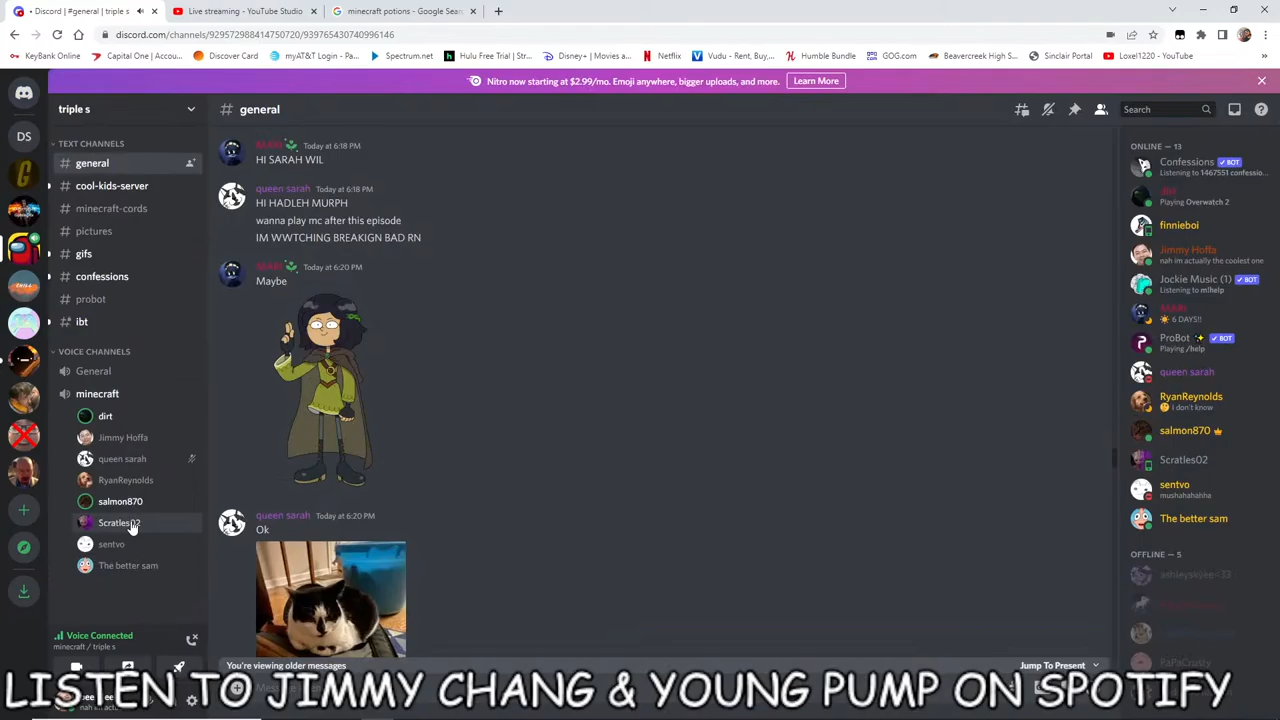 • Discord | #general | triple s
Live streaming - YouTube Studio
minecraft potions - Google Sear
discord.com/channels/929572988414750720/939765430740996146
KeyBank Online
Capital One | Accou...
Discover Card
myAT&T Login - Pa...
Spectrum.net
Hulu Free Trial | Str...
Disney+ | Movies a...
Netflix
Vudu - Rent, Buy,...
Humble Bundle
GOG.com
Beavercreek High S...
Sinclair Portal
Loxel1220 - YouTube
Nitro now starting at $2.99/mo. Emoji anywhere, bigger uploads, and more.
Learn More
triple s
# general
Search
DS
TEXT CHANNELS
# general
# cool-kids-server
# minecraft-cords
# pictures
# gifs
# confessions
# probot
# ibt
VOICE CHANNELS
General
minecraft
dirt
Jimmy Hoffa
queen sarah
RyanReynolds
salmon870
Scratles02
sentvo
The better sam
Voice Connected
minecraft / triple s
Today at 6:18 PM
HI SARAH WIL
queen sarah Today at 6:18 PM
HI HADLEH MURPH
wanna play mc after this episode
IM WWTCHING BREAKIGN BAD RN
Today at 6:20 PM
Maybe
queen sarah Today at 6:20 PM
Ok
You're viewing older messages
Jump To Present
ONLINE — 13
Confessions ✓ BOT
Listening to 1467551 confessio...
Playing Overwatch 2
finnieboi
Jimmy Hoffa
nah im actually the coolest one
Jockie Music (1) ✓ BOT
Listening to m!help
☀ 6 DAYS!!
ProBot ✨ ✓ BOT
Playing /help
queen sarah
RyanReynolds
🤔 I don't know
salmon870
Scratles02
sentvo
mushahahahha
The better sam
OFFLINE — 5
ashleyskyee<33
PaPaCrusty
LISTEN TO JIMMY CHANG & YOUNG PUMP ON SPOTIFY